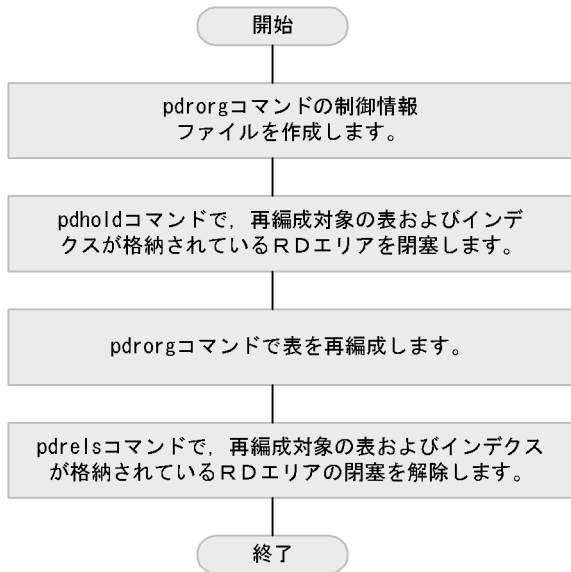 開始
pdrorgコマンドの制御情報
ファイルを作成します。
pdholdコマンドで，再編成対象の表およびインデ
クスが格納されているＲＤエリアを閉塞します。
pdrorgコマンドで表を再編成します。
pdrelsコマンドで，再編成対象の表およびインデクス
が格納されているＲＤエリアの閉塞を解除します。
終了